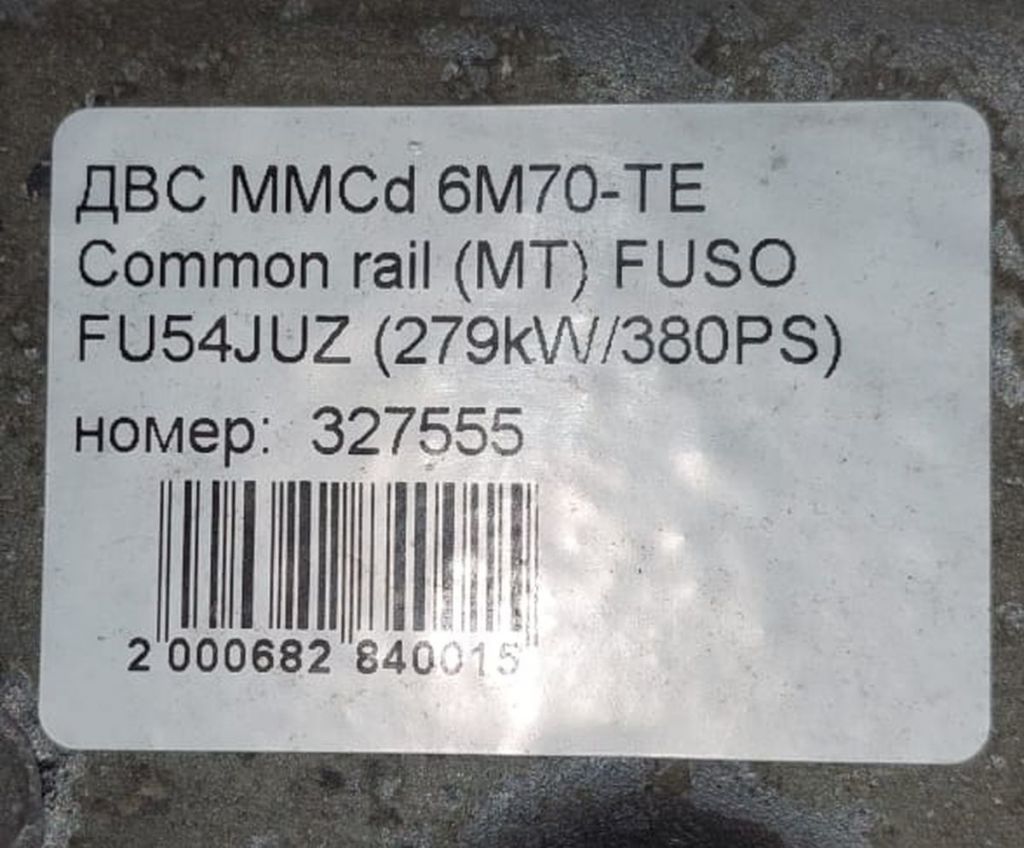 ДВС MMCd 6M70-TE
Common rail (MT) FUSO
FU54JUZ (279kW/380PS)
номер: 327555
2 000682 840015